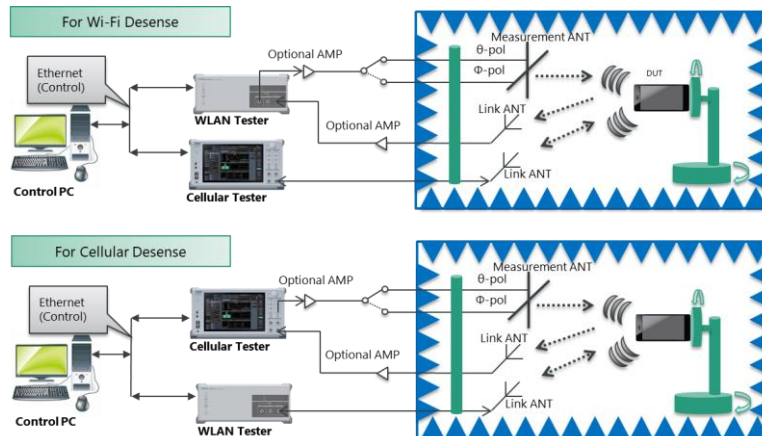 For Wi-Fi Desense
Ethernet
(Control)
Control PC
Optional AMP
WLAN Tester
Optional AMP
Cellular Tester
Measurement ANT
θ-pol
Φ-pol
DUT
Link ANT
Link ANT
For Cellular Desense
Ethernet
(Control)
Control PC
Optional AMP
Cellular Tester
Optional AMP
WLAN Tester
Measurement ANT
θ-pol
Φ-pol
Link ANT
Link ANT